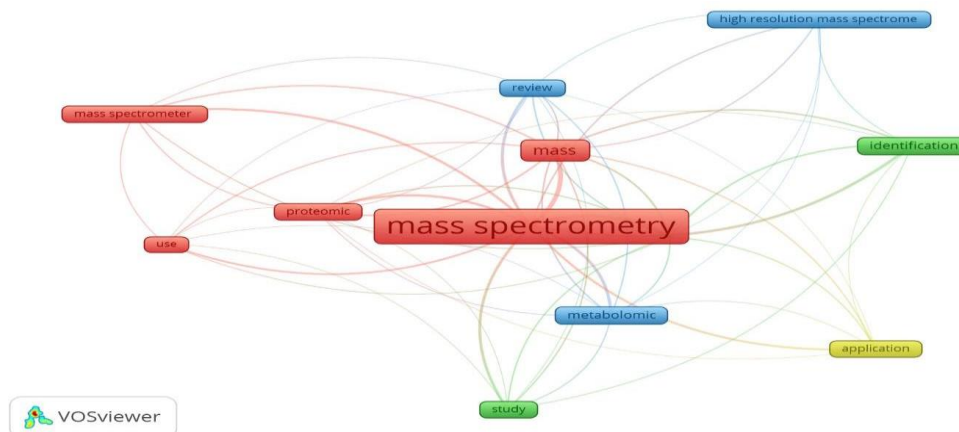 high resolution mass spectrome
review
mass spectrometer
mass
identification
proteomic
mass spectrometry
use
metabolomic
application
study
VOSviewer